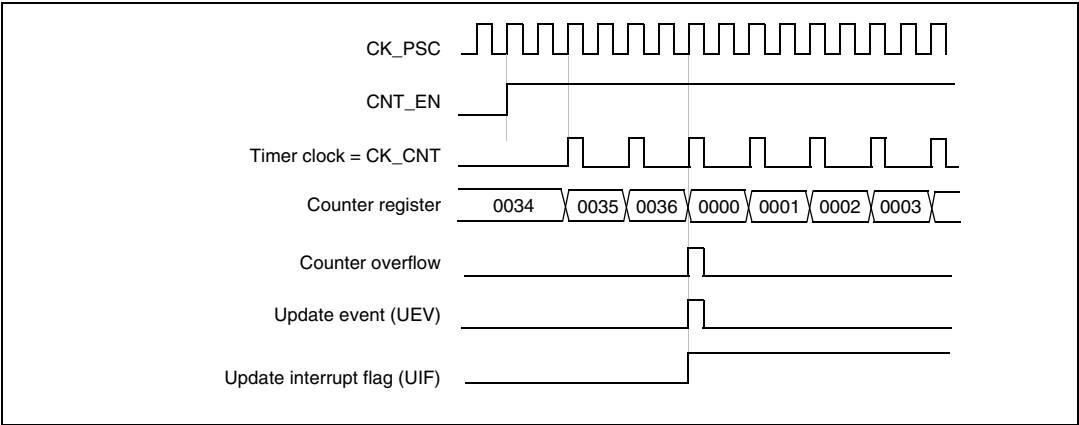 CK_PSC
CNT_EN
Timer clock = CK_CNT
Counter register 0034 0035 0036 0000 0001 0002 0003
Counter overflow
Update event (UEV)
Update interrupt flag (UIF)